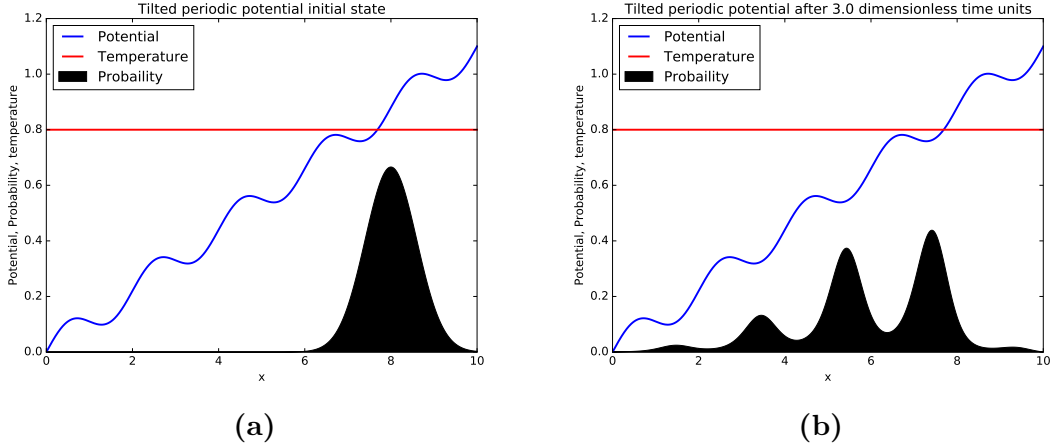 Tilted periodic potential initial state
Potential
Temperature
Probaility
Potential, Probability, temperature
1.2
1.0
0.8
0.6
0.4
0.2
0.0
0 2 4 6 8 10
x
(a)
Tilted periodic potential after 3.0 dimensionless time units
Potential
Temperature
Probaility
Potential, Probability, temperature
1.2
1.0
0.8
0.6
0.4
0.2
0.0
0 2 4 6 8 10
x
(b)